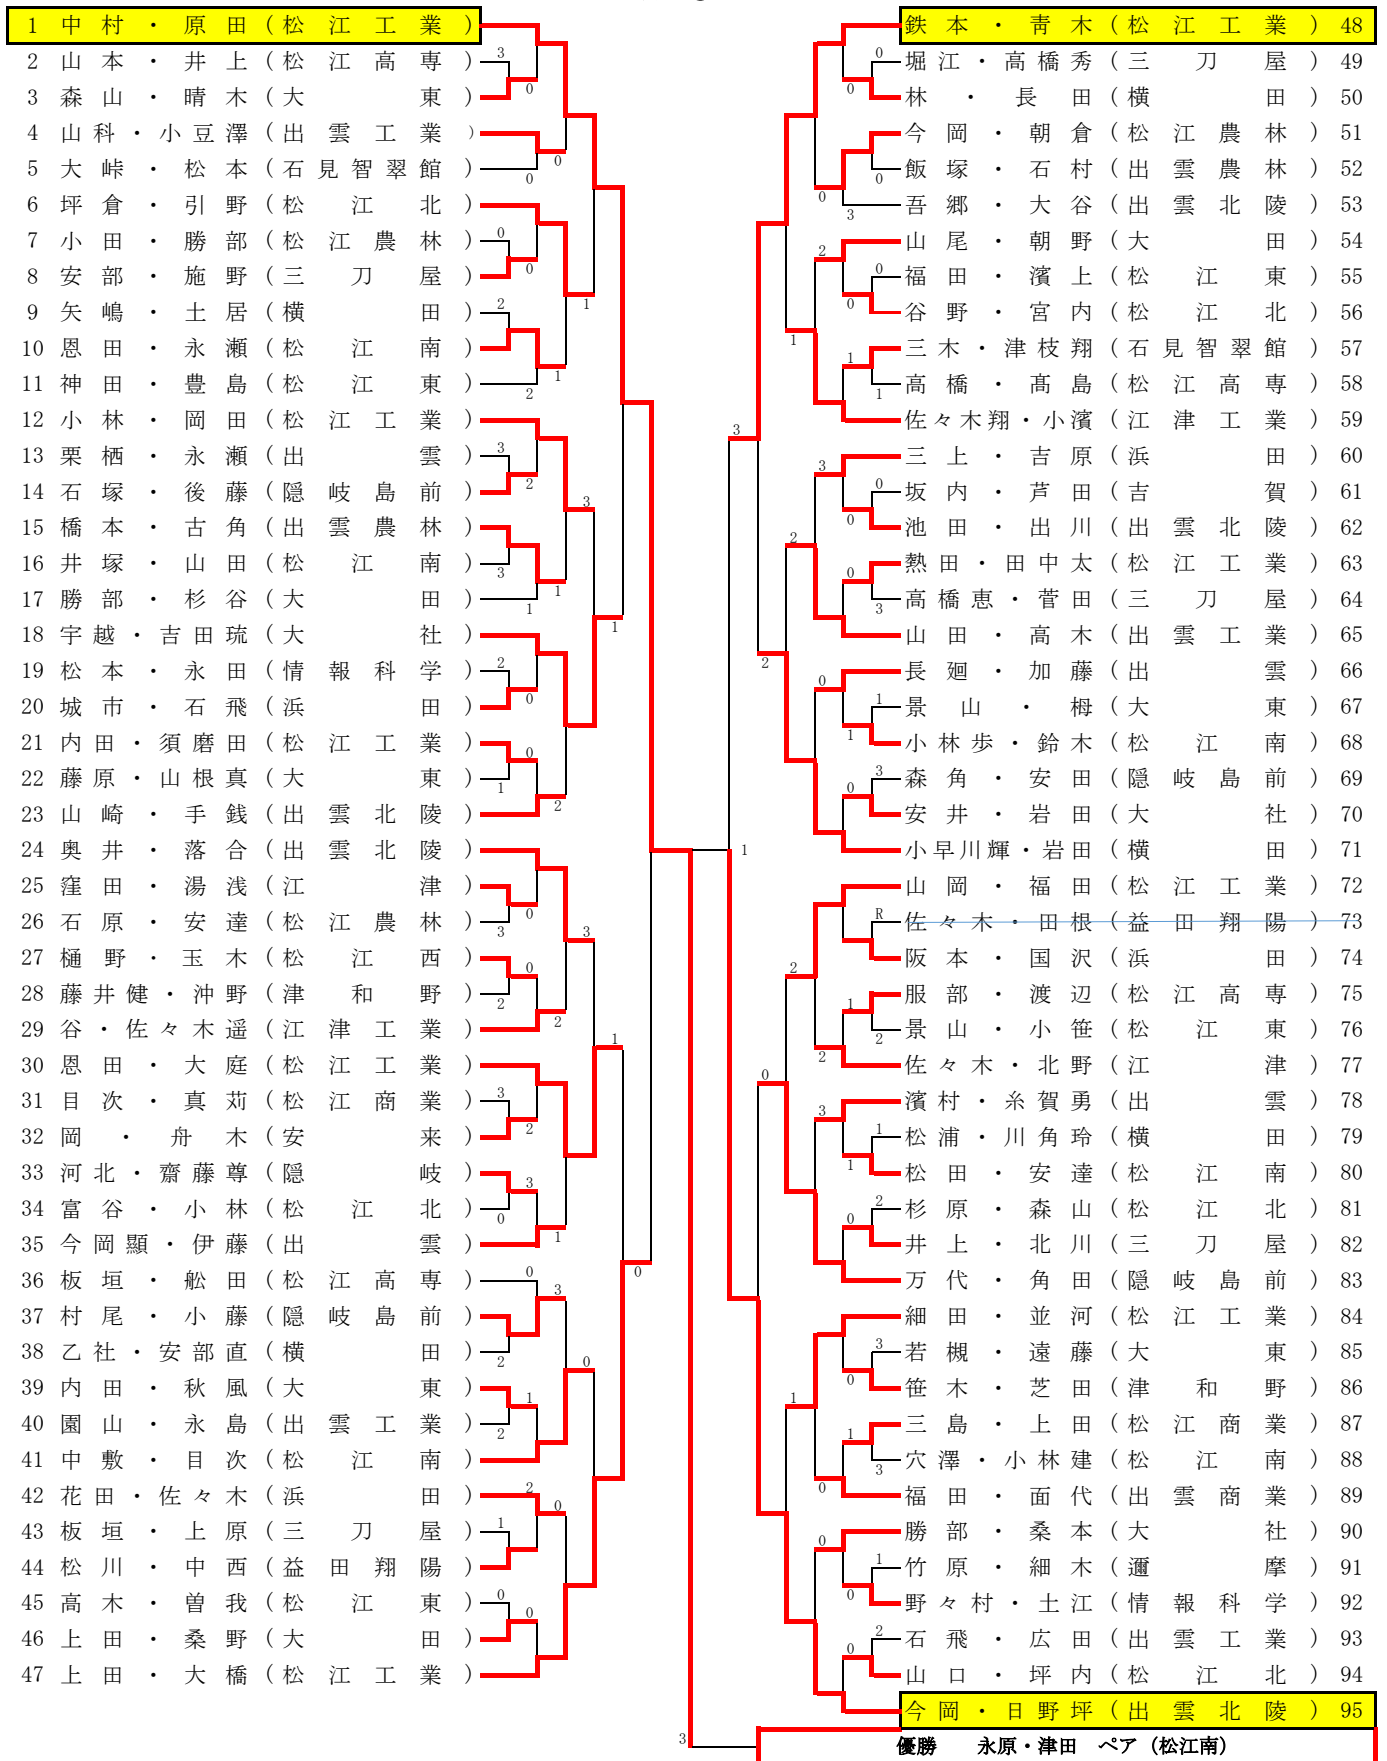 1 中村・原田(松江工業)
2 山本・井上(松江高専)
3 森山・晴木(大東)
4 山科・小豆澤(出雲工業)
5 大峠・松本(石見智翠館)
6 坪倉・引野(松江北)
7 小田・勝部(松江農林)
8 安部・施野(三刀屋)
9 矢嶋・土居(横田)
10 恩田・永瀬(松江南)
11 神田・豊島(松江東)
12 小林・岡田(松江工業)
13 栗栖・永瀬(出雲)
14 石塚・後藤(隠岐島前)
15 橋本・古角(出雲農林)
16 井塚・山田(松江南)
17 勝部・杉谷(大田)
18 宇越・吉田琉(大社)
19 松本・永田(情報科学)
20 城市・石飛(浜田)
21 内田・須磨田(松江工業)
22 藤原・山根真(大東)
23 山崎・手銭(出雲北陵)
24 奥井・落合(出雲北陵)
25 窪田・湯浅(江津)
26 石原・安達(松江農林)
27 樋野・玉木(松江西)
28 藤井健・沖野(津和野)
29 谷・佐々木遥(江津工業)
30 恩田・大庭(松江工業)
31 目次・真苅(松江商業)
32 岡・舟木(安来)
33 河北・齋藤尊(隠岐)
34 富谷・小林(松江北)
35 今岡顯・伊藤(出雲)
36 板垣・舩田(松江高専)
37 村尾・小藤(隠岐島前)
38 乙社・安部直(横田)
39 内田・秋風(大東)
40 園山・永島(出雲工業)
41 中敷・目次(松江南)
42 花田・佐々木(浜田)
43 板垣・上原(三刀屋)
44 松川・中西(益田翔陽)
45 高木・曽我(松江東)
46 上田・桑野(大田)
47 上田・大橋(松江工業)
鉄本・青木(松江工業) 48
堀江・高橋秀(三刀屋) 49
林・長田(横田) 50
今岡・朝倉(松江農林) 51
飯塚・石村(出雲農林) 52
吾郷・大谷(出雲北陵) 53
山尾・朝野(大田) 54
福田・濱上(松江東) 55
谷野・宮内(松江北) 56
三木・津枝翔(石見智翠館) 57
高橋・髙島(松江高専) 58
佐々木翔・小濱(江津工業) 59
三上・吉原(浜田) 60
坂内・芦田(吉賀) 61
池田・出川(出雲北陵) 62
熱田・田中太(松江工業) 63
高橋恵・菅田(三刀屋) 64
山田・高木(出雲工業) 65
長廻・加藤(出雲) 66
景山・栂(大東) 67
小林歩・鈴木(松江南) 68
森角・安田(隠岐島前) 69
安井・岩田(大社) 70
小早川輝・岩田(横田) 71
山岡・福田(松江工業) 72
佐々木・田根(益田翔陽) 73
阪本・国沢(浜田) 74
服部・渡辺(松江高専) 75
景山・小笹(松江東) 76
佐々木・北野(江津) 77
濱村・糸賀勇(出雲) 78
松浦・川角玲(横田) 79
松田・安達(松江南) 80
杉原・森山(松江北) 81
井上・北川(三刀屋) 82
万代・角田(隠岐島前) 83
細田・並河(松江工業) 84
若槻・遠藤(大東) 85
笹木・芝田(津和野) 86
三島・上田(松江商業) 87
穴澤・小林建(松江南) 88
福田・面代(出雲商業) 89
勝部・桑本(大社) 90
竹原・細木(邇摩) 91
野々村・土江(情報科学) 92
石飛・広田(出雲工業) 93
山口・坪内(松江北) 94
今岡・日野坪(出雲北陵) 95
優勝 永原・津田 ペア(松江南)